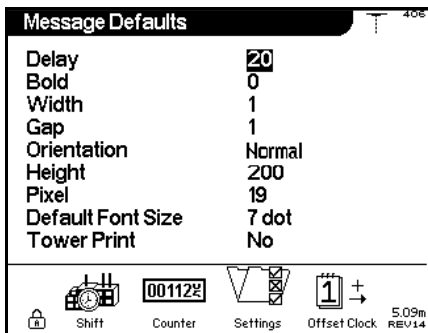 Message Defaults
406
Delay 20
Bold 0
Width 1
Gap 1
Orientation Normal
Height 200
Pixel 19
Default Font Size 7 dot
Tower Print No
00112
1
Shift Counter Settings Offset Clock
5.09m
REV14